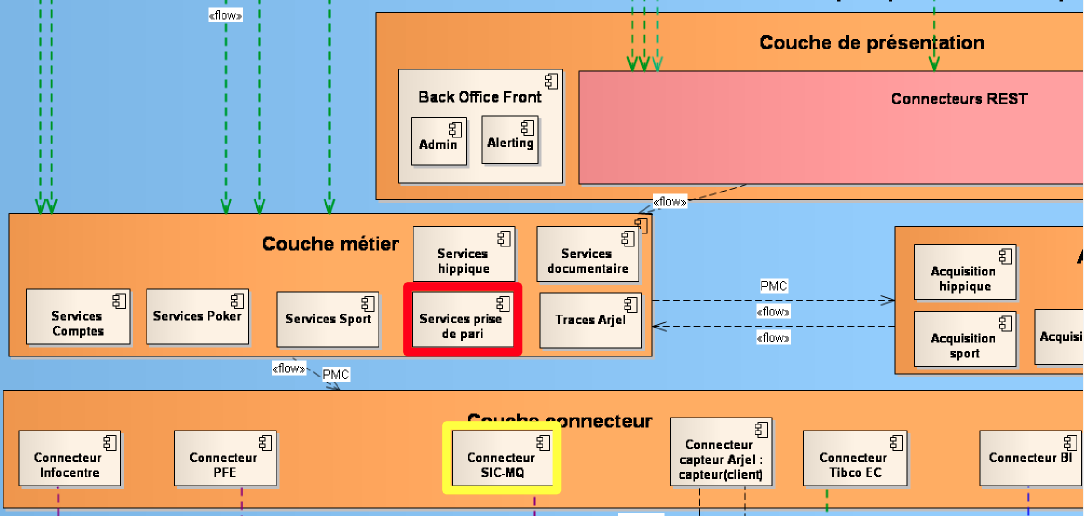 «flow»
Couche de présentation
Back Office Front
Admin
Alerting
Connecteurs REST
«flow»
Couche métier
Services
hippique
Services
documentaire
Services
Comptes
Services Poker
Services Sport
Services prise
de pari
Traces Arjel
PMC
«flow»
«flow»
Acquisition
hippique
Acquisition
sport
«flow»
PMC
Couche connecteur
Connecteur
Infocentre
Connecteur
PFE
Connecteur
SIC-MQ
Connecteur
capteur Arjel :
capteur(client)
Connecteur
Tibco EC
Connecteur BI